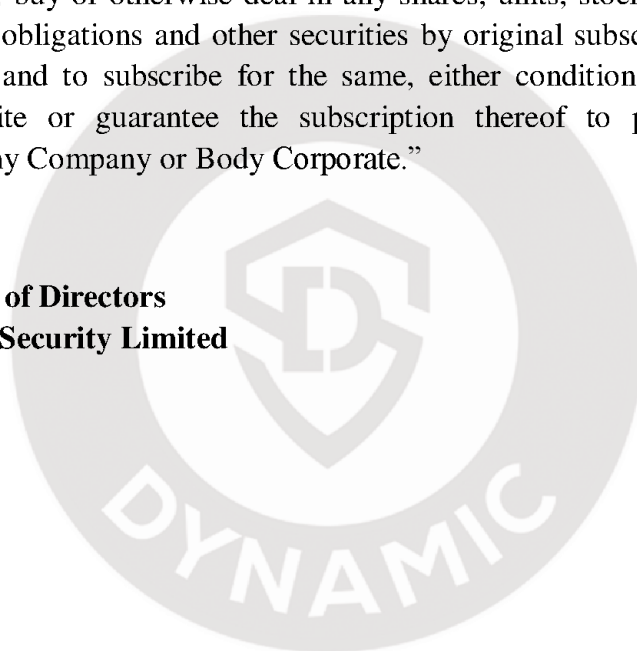 buy or otherwise deal in any shares, units, stoc
obligations and other securities by original subsc
and to subscribe for the same, either condition
ite or guarantee the subscription thereof to p
ny Company or Body Corporate.”
of Directors
Security Limited
D
DYNAMIC